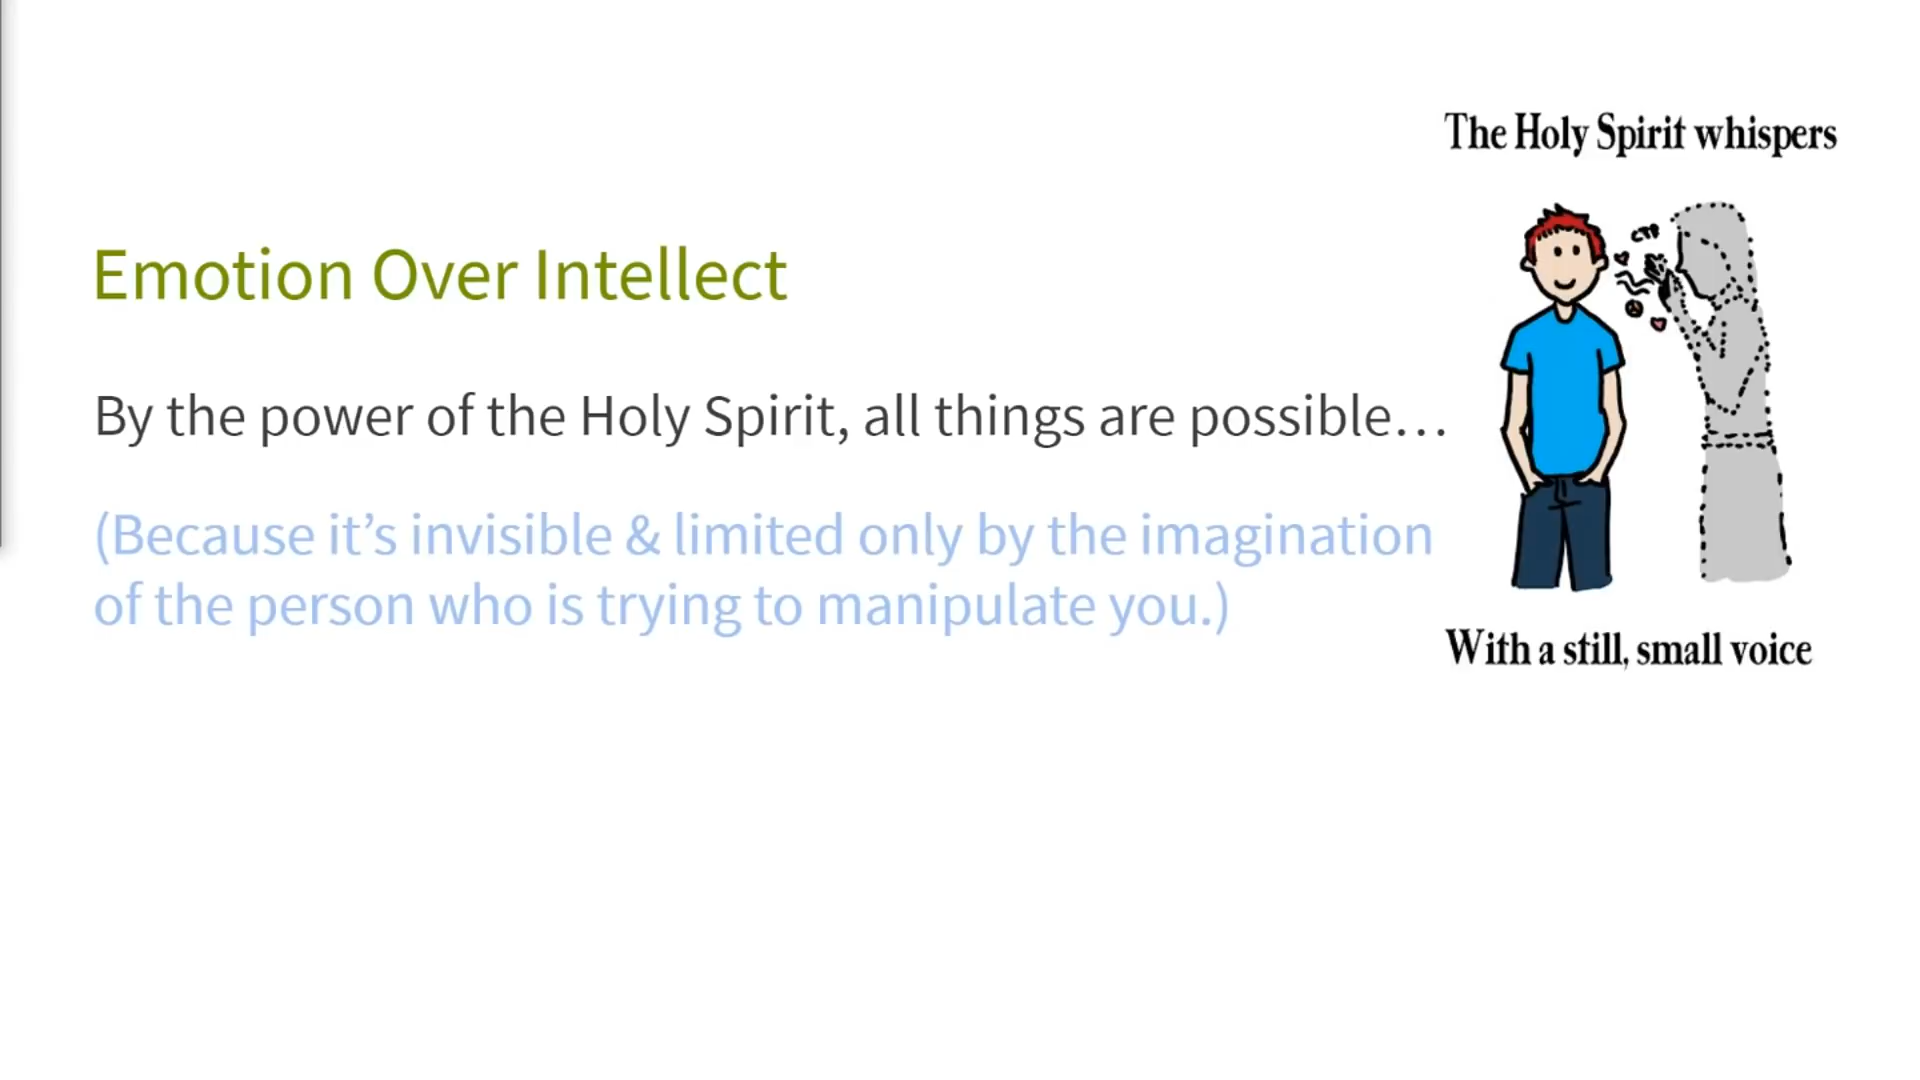 The Holy Spirit whispers
Emotion Over Intellect
By the power of the Holy Spirit, all things are possible…
(Because it’s invisible & limited only by the imagination
of the person who is trying to manipulate you.)
With a still, small voice